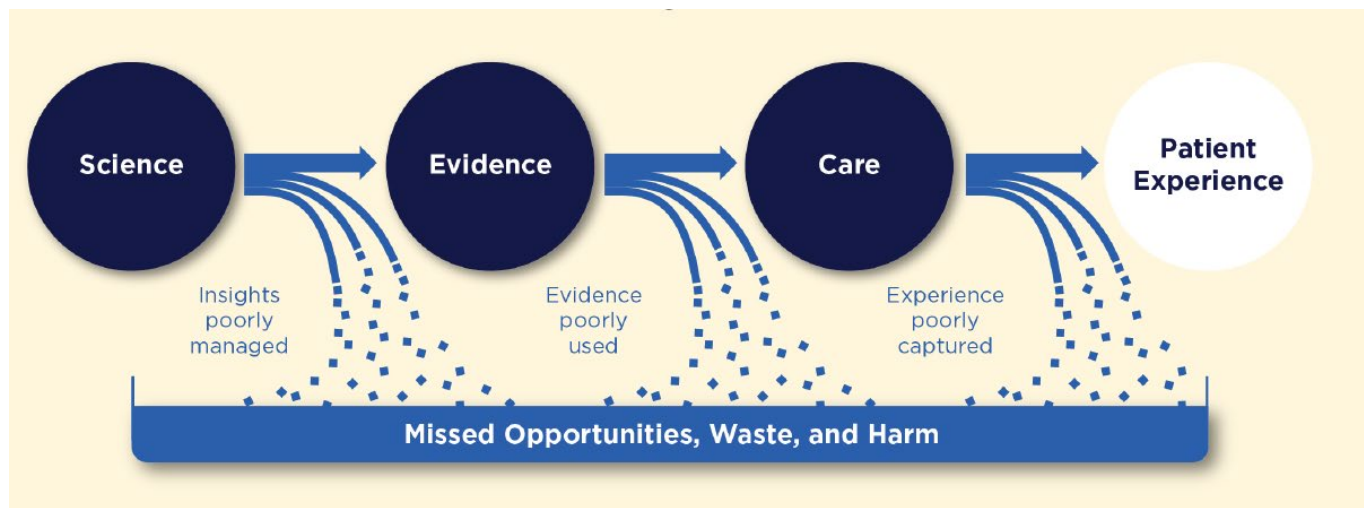 Science
Evidence
Care
Patient
Experience
Insights
poorly
managed
Evidence
poorly
used
Experience
poorly
captured
Missed Opportunities, Waste, and Harm